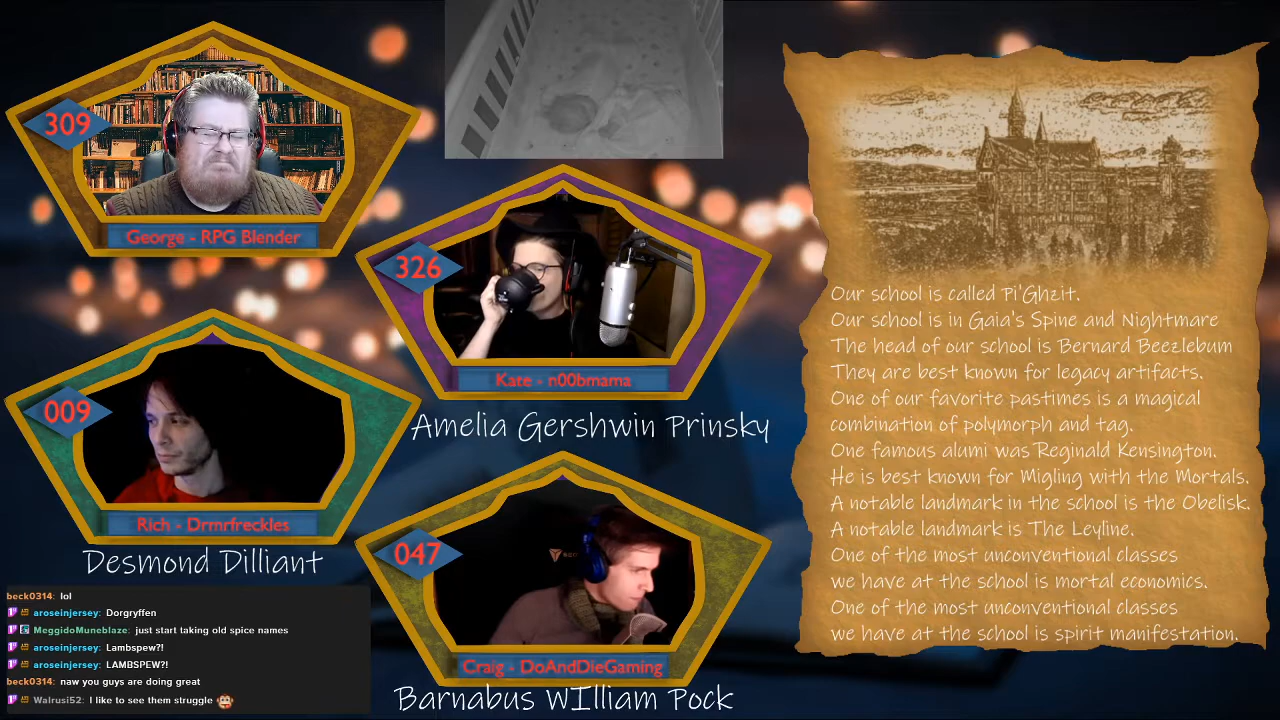 309
George - RPG Blender
326
Kate - n00bmama
Amelia Gershwin Prinsky
009
Rich - Drmrfreckles
Desmond Dilliant
047
Craig - DoAndDieGaming
Barnabus WIlliam Pock
beck0314: lol
aroseinjersey: Dorgryffen
MeggidoMuneblaze: just start taking old spice names
aroseinjersey: Lambspew?!
aroseinjersey: LAMBSPEW?!
beck0314: naw you guys are doing great
Walrusi52: I like to see them struggle
Our school is called Pi'Ghzit.
Our school is in Gaia's Spine and Nightmare
The head of our school is Bernard Beezlebum
They are best known for legacy artifacts.
One of our favorite pastimes is a magical
combination of polymorph and tag.
One famous alumi was Reginald Kensington.
He is best known for Migling with the Mortals.
A notable landmark in the school is the Obelisk.
A notable landmark is The Leyline.
One of the most unconventional classes
we have at the school is mortal economics.
One of the most unconventional classes
we have at the school is spirit manifestation.